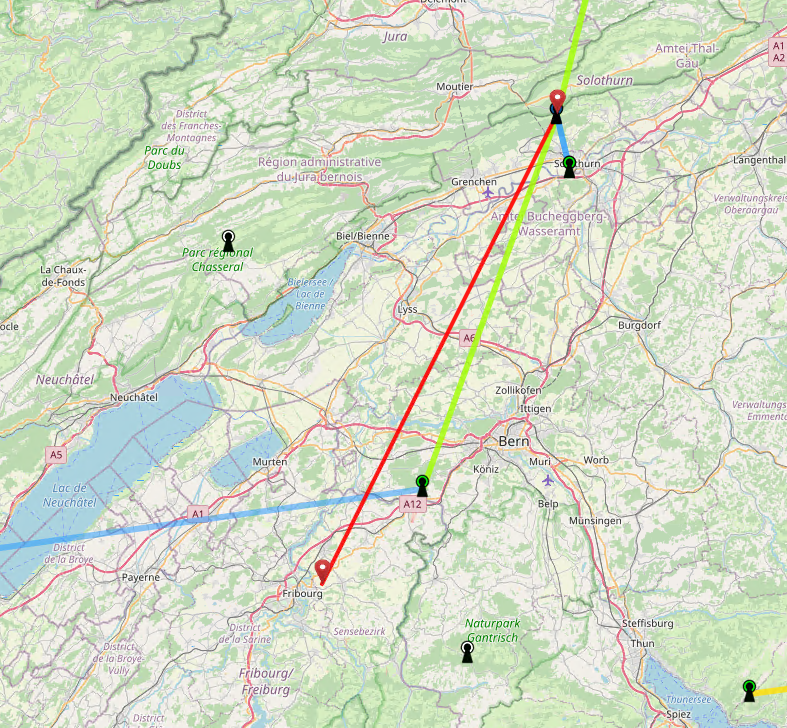 Delémont
Jura
A1
A2
Amtei Thal-
Gäu
Solothurn
Moutier
District
des Franches-
Montagnes
Parc du
Doubs
Région administrative
du Jura bernois
Langenthal
Grenchen
Verwaltungskreis
Oberaargau
Amtei Bucheggberg-
Wasseramt
Biel/Bienne
Parc régional
Chasseral
La Chaux-
de-Fonds
Bielersee/
Lac de
Bienne
Lyss
Burgdorf
ocle
A6
Neuchâtel
Zollikofen
Neuchâtel
Ittigen
Verwaltungs
Emmenta
Bern
A5
Murten
Köniz
Muri
Worb
Lac de
Neuchâtel
A12
Belp
A1
Münsingen
District
de la Broye
Payerne
Fribourg
Naturpark
Gantrisch
Steffisburg
District
de la Sarine
Sensebezirk
Thun
District
de la Broye-
Vully
Fribourg/
Freiburg
Thunersee
District
Spiez